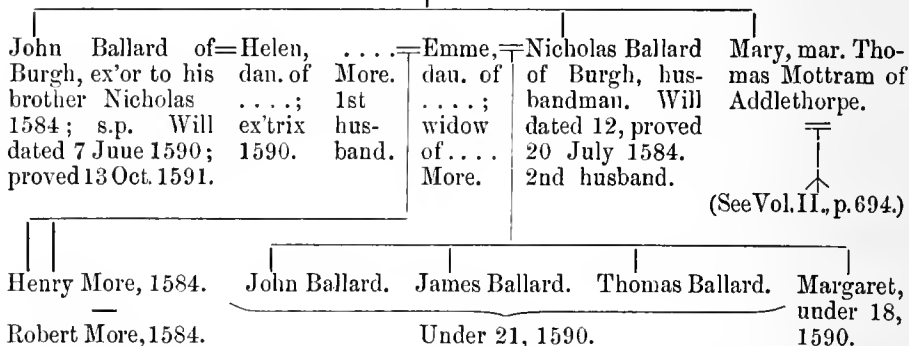 John Ballard of=Helen,
Burgh, ex'or to his dan. of
brother Nicholas ....;
1584; s.p. Will ex'trix
dated 7 Juue 1590; 1590.
proved 13 Oct. 1591.
....
More.
1st
hus-
band.
Emme,
dau. of
....;
widow
of....
More.
Nicholas Ballard
of Burgh, hus-
bandman. Will
dated 12, proved
20 July 1584.
2nd husband.
Mary, mar. Tho-
mas Mottram of
Addlethorpe.
(See Vol. II., p. 694.)
Henry More, 1584.
Robert More, 1584.
John Ballard. James Ballard. Thomas Ballard.
Under 21, 1590.
Margaret,
under 18,
1590.